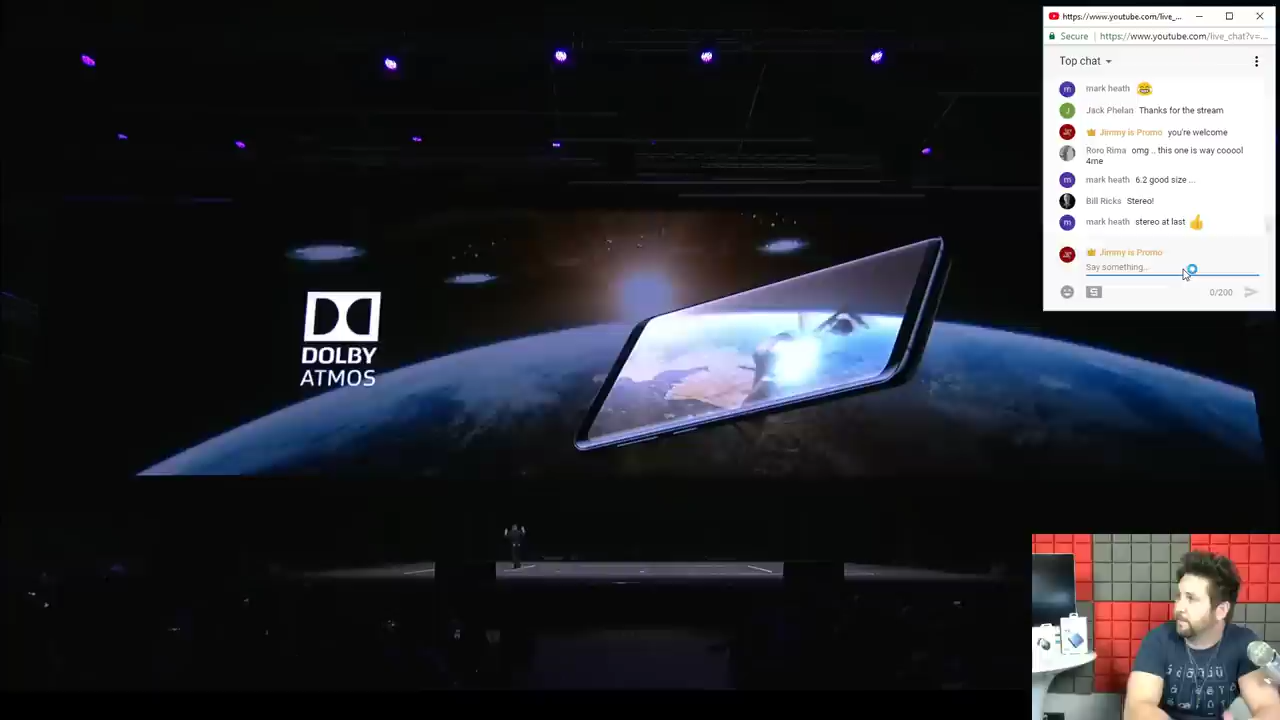 https://www.youtube.com/live_...
Secure
https://www.youtube.com/live_chat?v=...
Top chat
mark heath 😂
Jack Phelan Thanks for the stream
Jimmy is Promo you're welcome
Roro Rima omg .. this one is way cooool
4me
mark heath 6.2 good size ...
Bill Ricks Stereo!
mark heath stereo at last 👍
Jimmy is Promo
Say something...
0/200
DOLBY
ATMOS